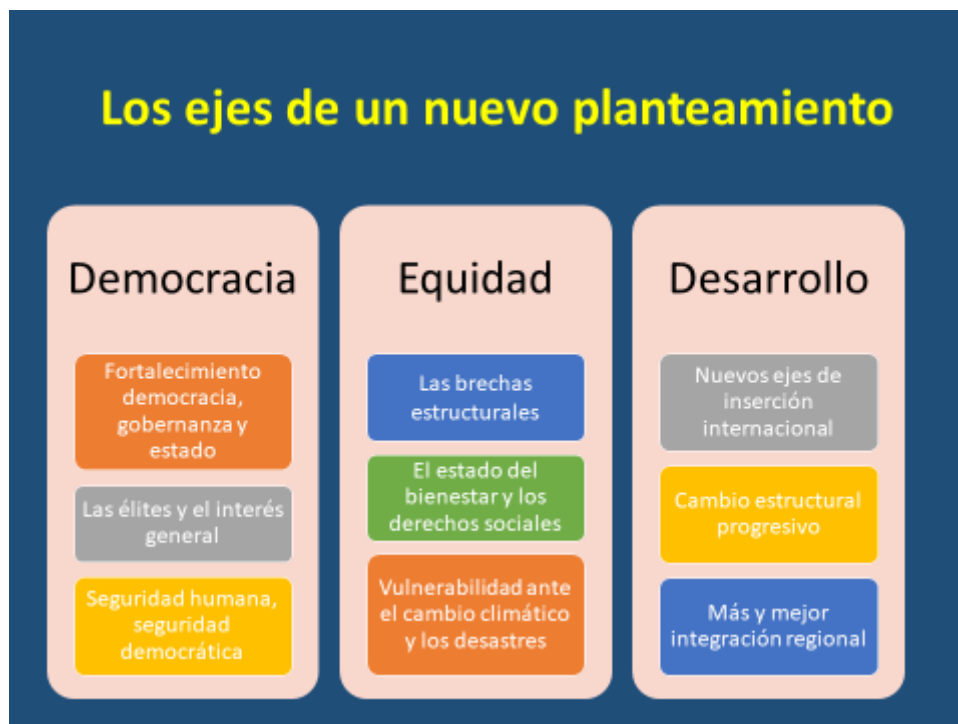 Los ejes de un nuevo planteamiento
Democracia
Fortalecimiento
democracia,
gobernanza y
estado
Las élites y el interés
general
Seguridad humana,
seguridad
democrática
Equidad
Las brechas
estructurales
El estado del
bienestar y los
derechos sociales
Vulnerabilidad ante
el cambio climático
y los desastres
Desarrollo
Nuevos ejes de
inserción
internacional
Cambio estructural
progresivo
Más y mejor
integración regional